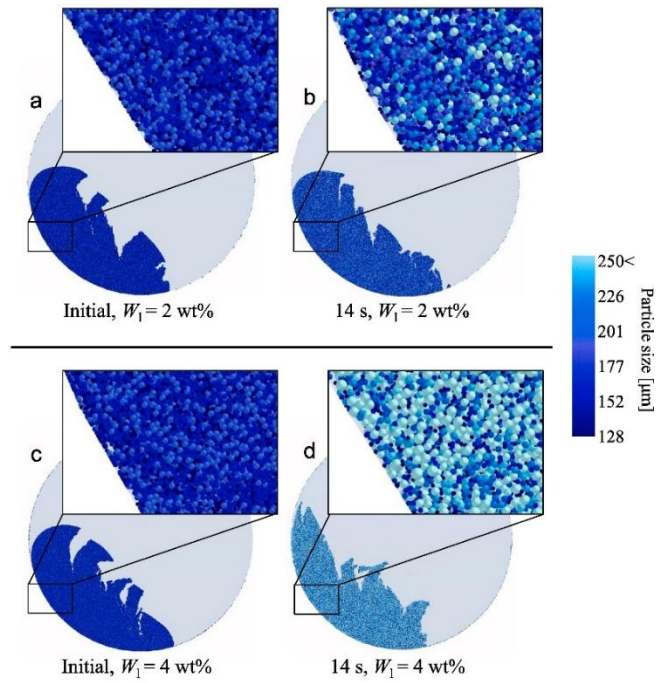 a
b
Initial, W₁ = 2 wt%
14 s, W₁ = 2 wt%
250<
226
201
177
152
128
Particle size [μm]
c
d
Initial, W₁ = 4 wt%
14 s, W₁ = 4 wt%